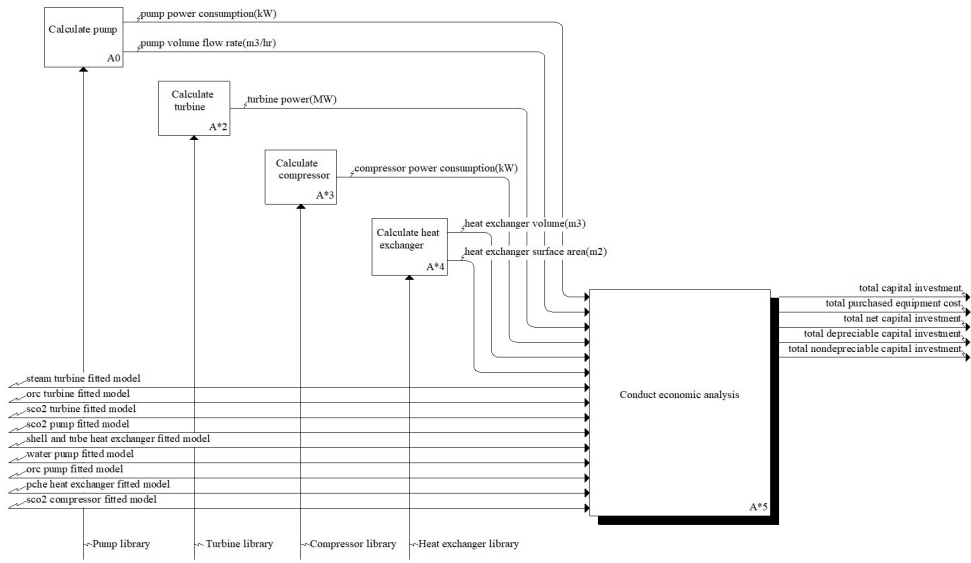 pump power consumption(kW)
Calculate pump
A0
pump volume flow rate(m3/hr)
Calculate
turbine
A*2
turbine power(MW)
Calculate
compressor
A*3
compressor power consumption(kW)
Calculate heat
exchanger
A*4
heat exchanger volume(m3)
heat exchanger surface area(m2)
total capital investment
total purchased equipment cost
total net capital investment
total depreciable capital investment
total nondepreciable capital investment
steam turbine fitted model
orc turbine fitted model
sco2 turbine fitted model
sco2 pump fitted model
shell and tube heat exchanger fitted model
water pump fitted model
orc pump fitted model
pche heat exchanger fitted model
sco2 compressor fitted model
Conduct economic analysis
A*5
Pump library
Turbine library
Compressor library
Heat exchanger library